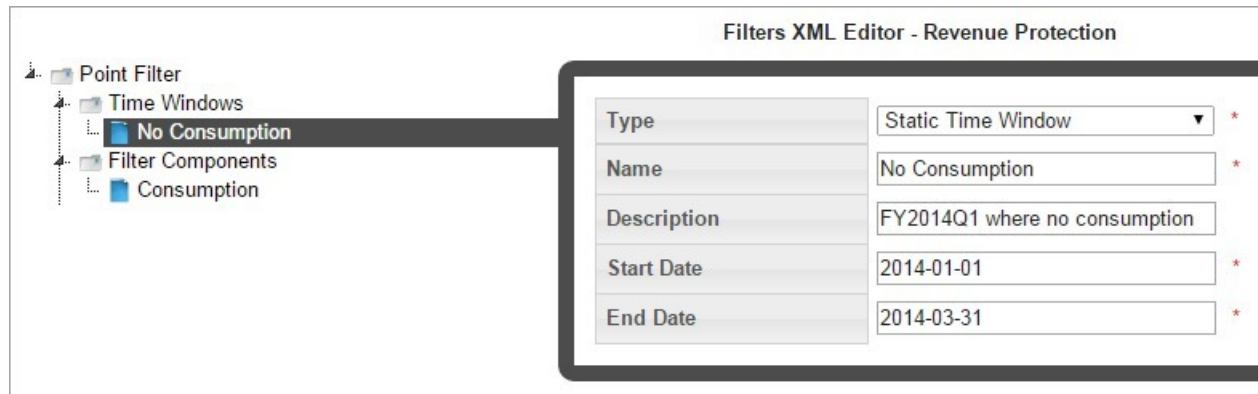 Filters XML Editor - Revenue Protection
Point Filter
Time Windows
No Consumption
Filter Components
Consumption
Type Static Time Window *
Name No Consumption *
Description FY2014Q1 where no consumption
Start Date 2014-01-01 *
End Date 2014-03-31 *